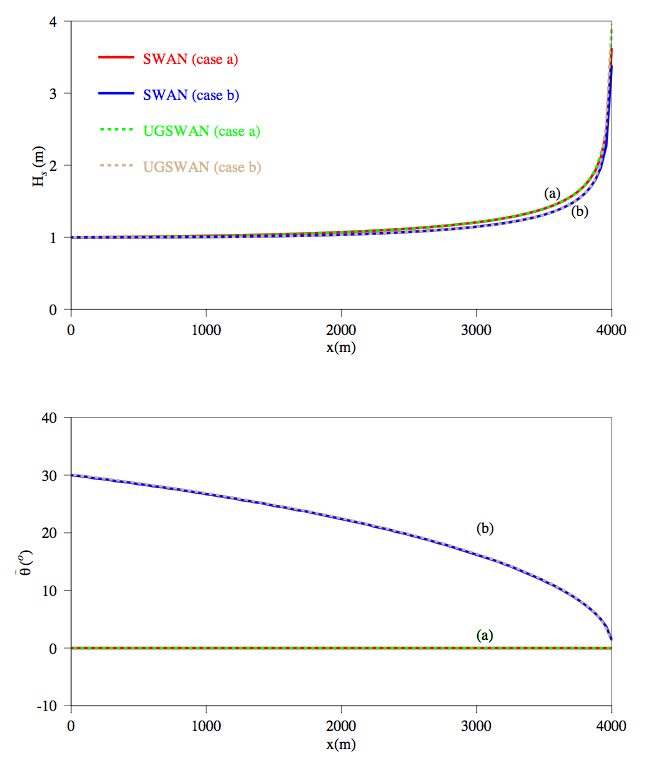 4
3
2
1
0
H_s (m)
SWAN (case a)
SWAN (case b)
UGSWAN (case a)
UGSWAN (case b)
(a)
(b)
0 1000 2000 3000 4000
x(m)
40
30
20
10
0
-10
θ̄ (°)
(b)
(a)
0 1000 2000 3000 4000
x(m)